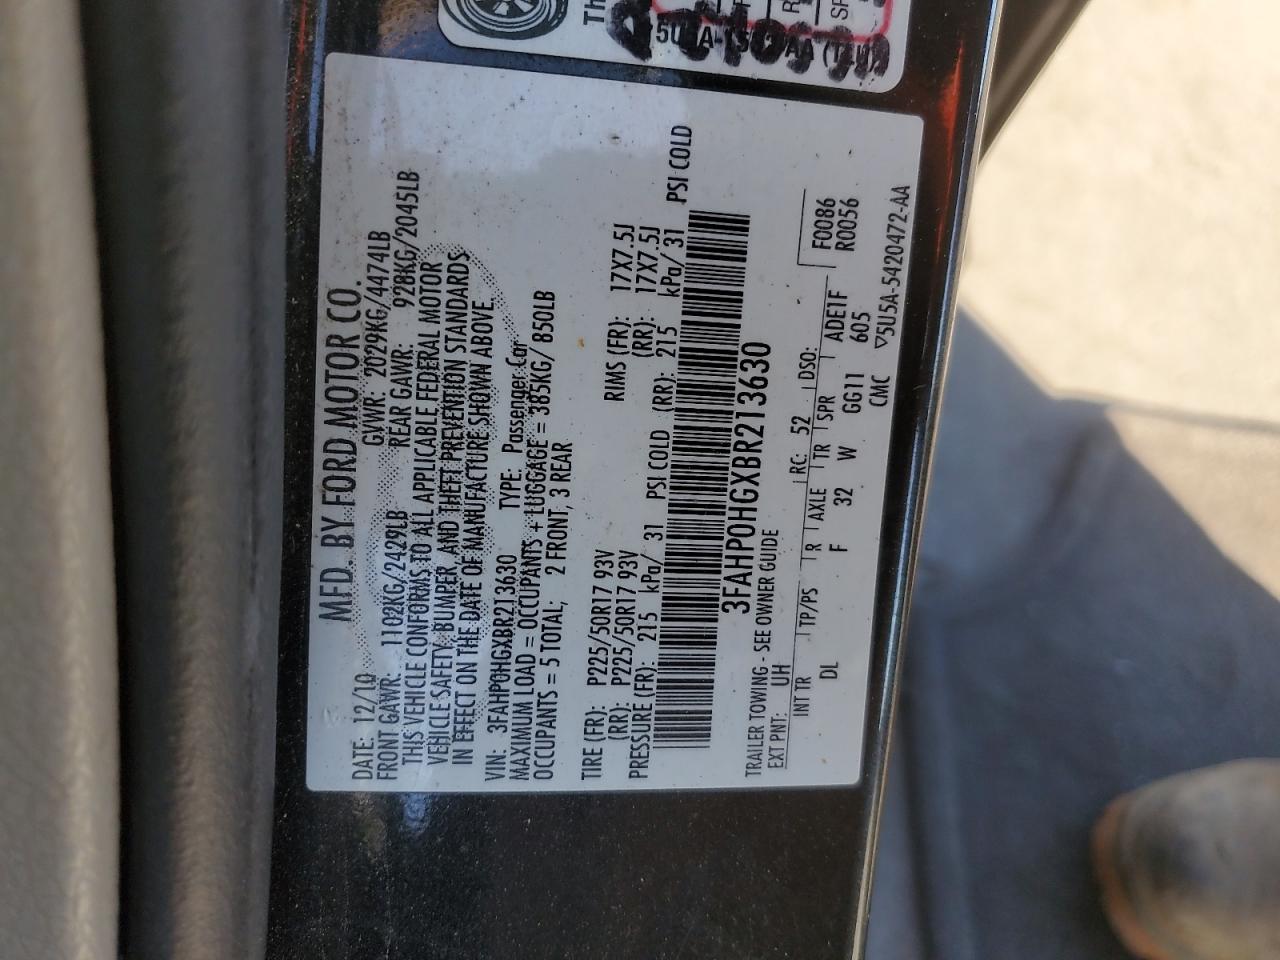 MFD. BY FORD MOTOR CO.
DATE: 12/10 GVWR: 2029KG/4474LB
FRONT GAWR: 1102KG/2429LB REAR GAWR: 928KG/2045LB
THIS VEHICLE CONFORMS TO ALL APPLICABLE FEDERAL MOTOR
VEHICLE SAFETY, BUMPER, AND THEFT PREVENTION STANDARDS
IN EFFECT ON THE DATE OF MANUFACTURE SHOWN ABOVE.
VIN: 3FAHP0HGXBR213630 TYPE: Passenger Car
MAXIMUM LOAD = OCCUPANTS + LUGGAGE = 385KG/ 850LB
OCCUPANTS = 5 TOTAL, 2 FRONT, 3 REAR
TIRE (FR): P225/50R17 93V RIMS (FR): 17X7.5J
(RR): P225/50R17 93V (RR): 17X7.5J
PRESSURE (FR): 215 kPa/ 31 PSI COLD (RR): 215 kPa/ 31 PSI COLD
3FAHP0HGXBR213630
TRAILER TOWING - SEE OWNER GUIDE
EXT PNT: UH RC: 52 DSO: F0086
INT TR TP/PS R AXLE TR SPR ADE1F R0056
DL F 32 W GG11 605
CMC ▽5U5A-5420472-AA